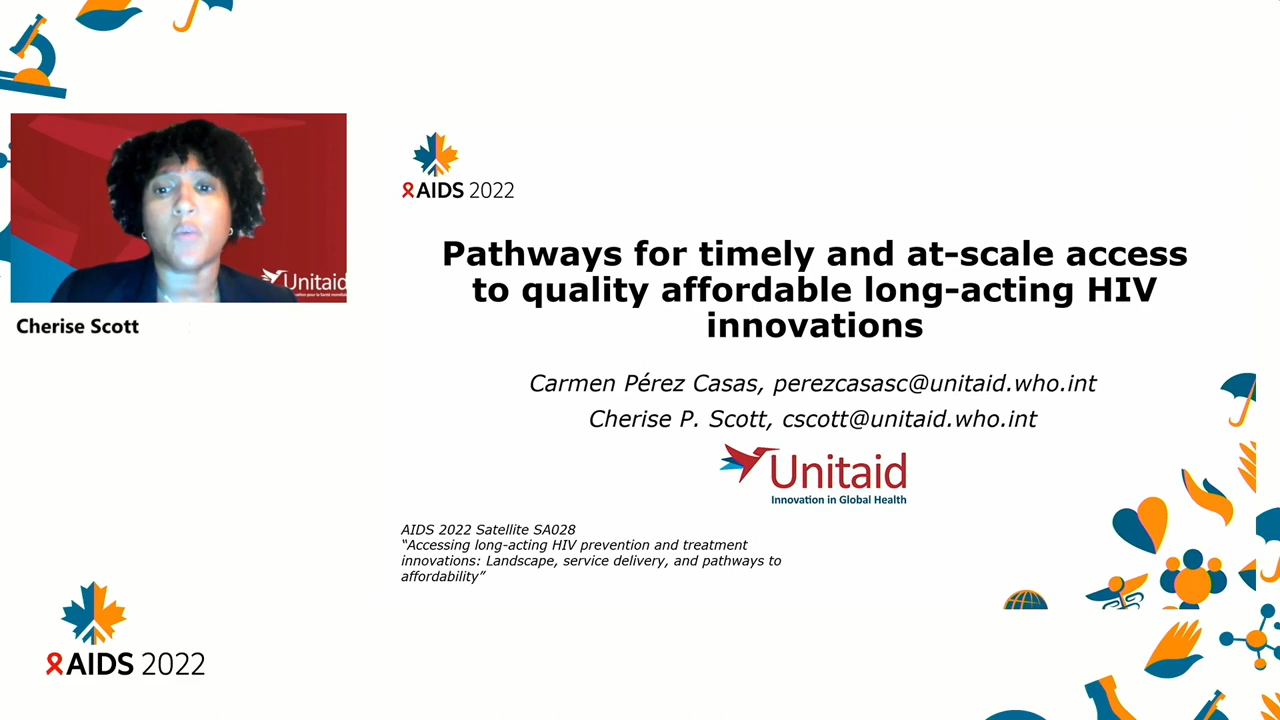 Unitaid
Cherise Scott
AIDS 2022
Pathways for timely and at-scale access
to quality affordable long-acting HIV
innovations
Carmen Pérez Casas, perezcasasc@unitaid.who.int
Cherise P. Scott, cscott@unitaid.who.int
Unitaid
Innovation in Global Health
AIDS 2022 Satellite SA028
“Accessing long-acting HIV prevention and treatment
innovations: Landscape, service delivery, and pathways to
affordability”
AIDS 2022